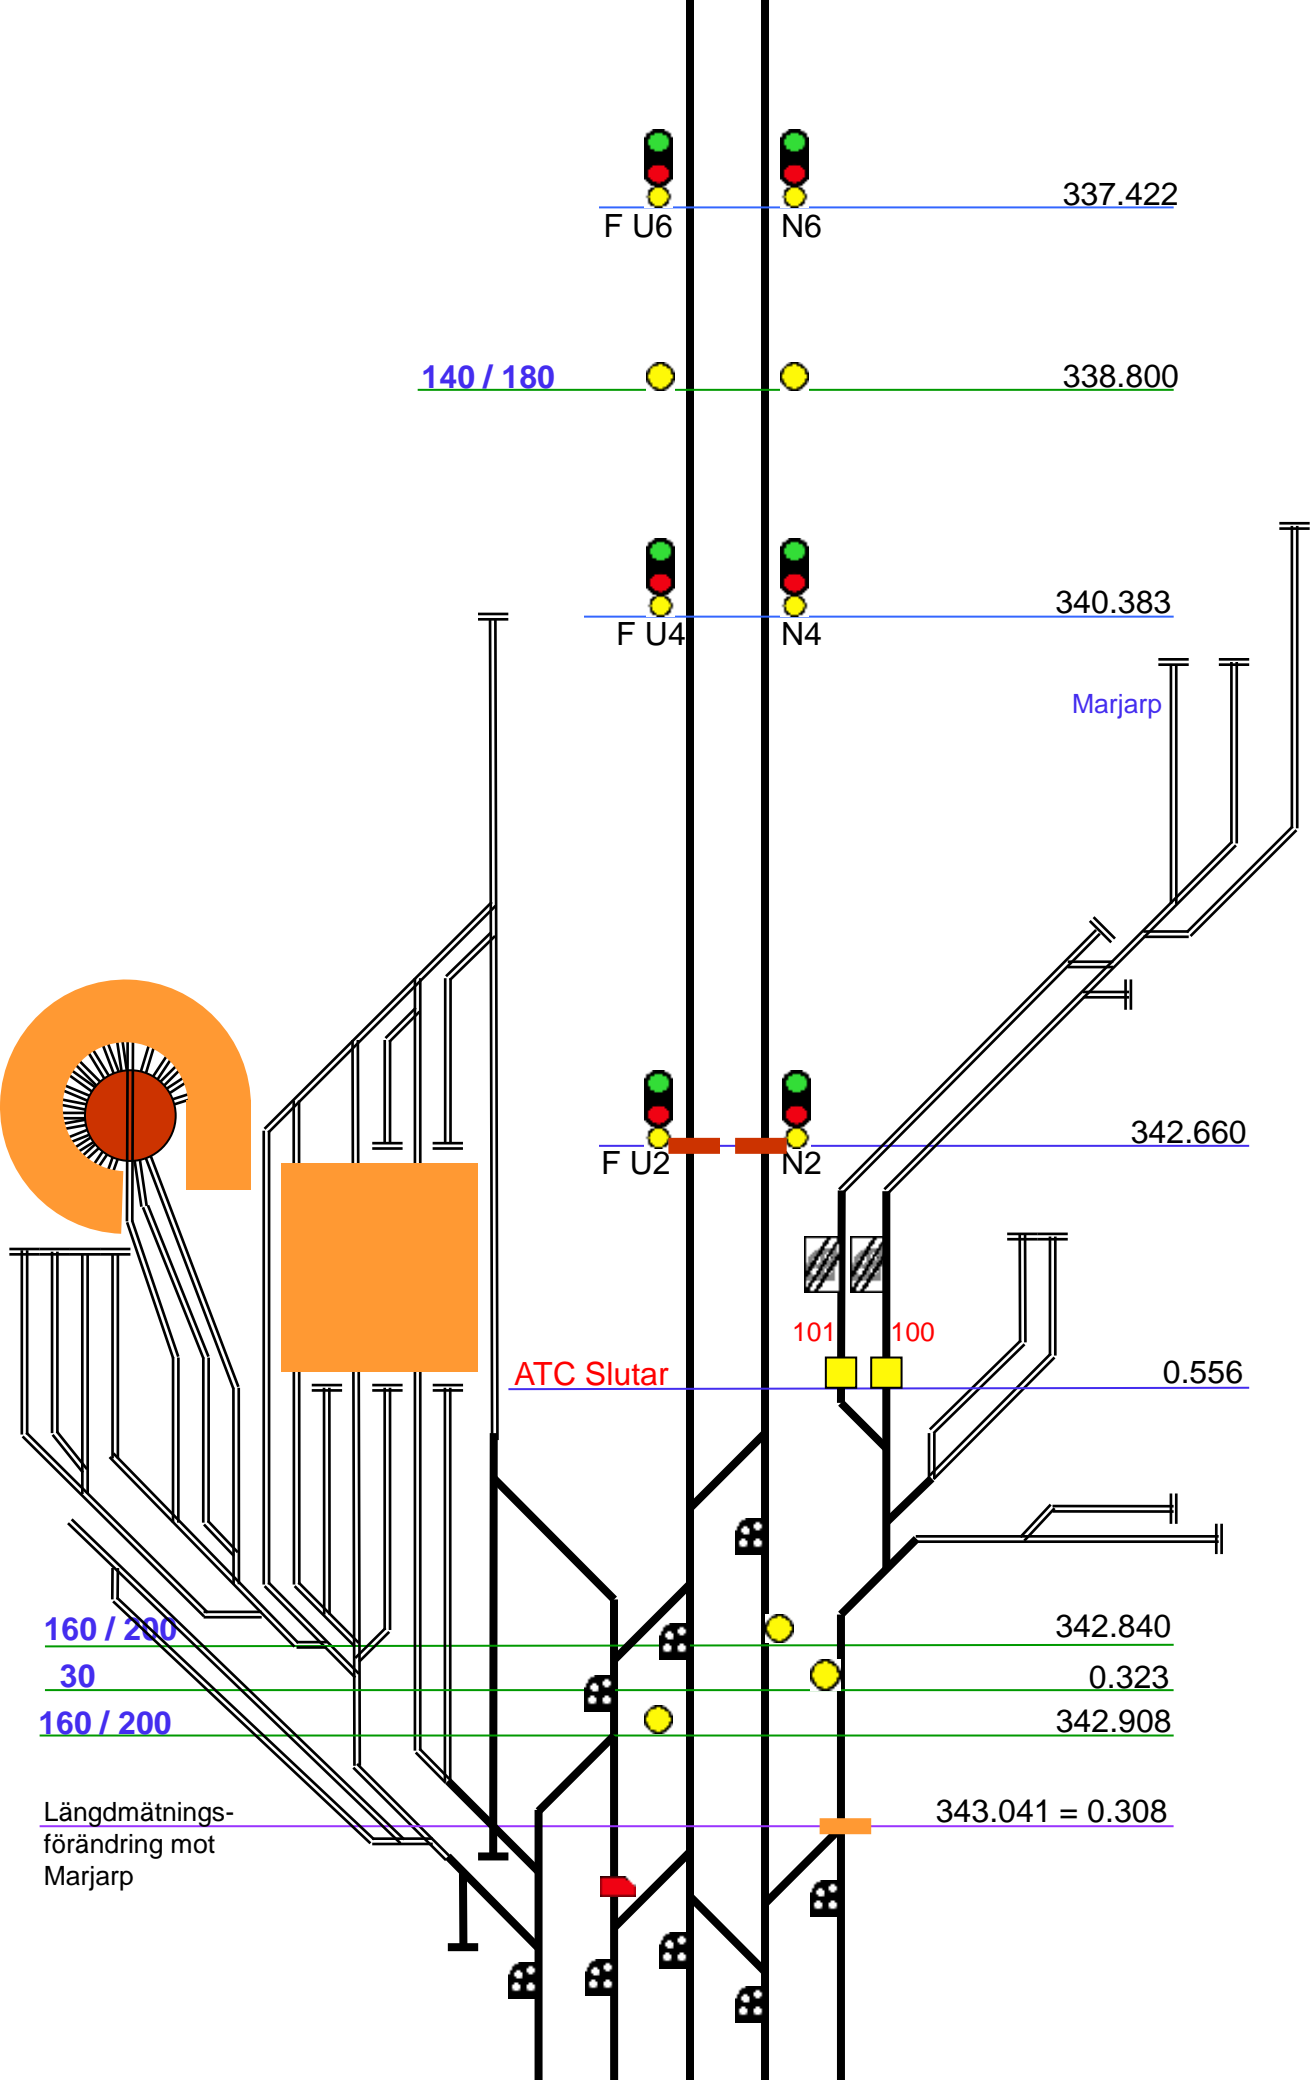 337.422
F U6 N6
140 / 180 338.800
340.383
F U4 N4
Marjarp
342.660
F U2 N2
101 100
ATC Slutar 0.556
160 / 200 342.840
30 0.323
160 / 200 342.908
Längdmätnings- 343.041 = 0.308
förändring mot
Marjarp